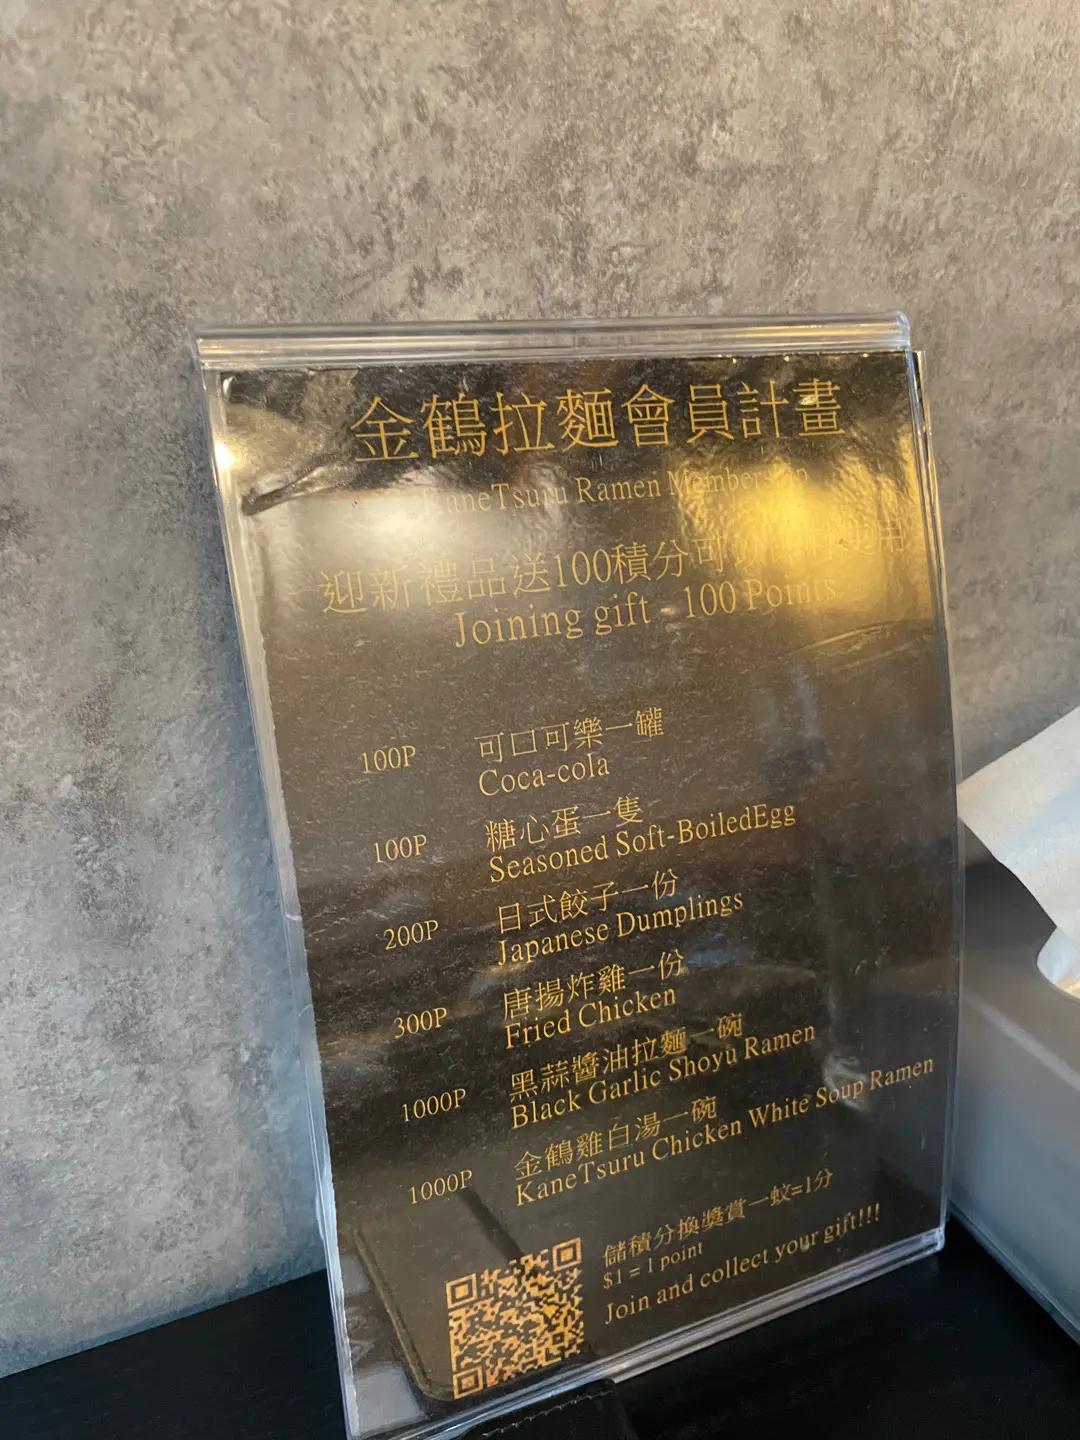 金鶴拉麵會員計畫
KaneTsuru Ramen Membership
迎新禮品送100積分可以
Joining gift - 100 Points
100P 可口可樂一罐
Coca-cola
100P 糖心蛋一隻
Seasoned Soft-BoiledEgg
200P 日式餃子一份
Japanese Dumplings
300P 唐揚炸雞一份
Fried Chicken
1000P 黑蒜醬油拉麵一碗
Black Garlic Shoyu Ramen
1000P 金鶴雞白湯一碗
KaneTsuru Chicken White Soup Ramen
儲積分換獎賞一蚊=1分
$1 = 1 point
Join and collect your gift!!!